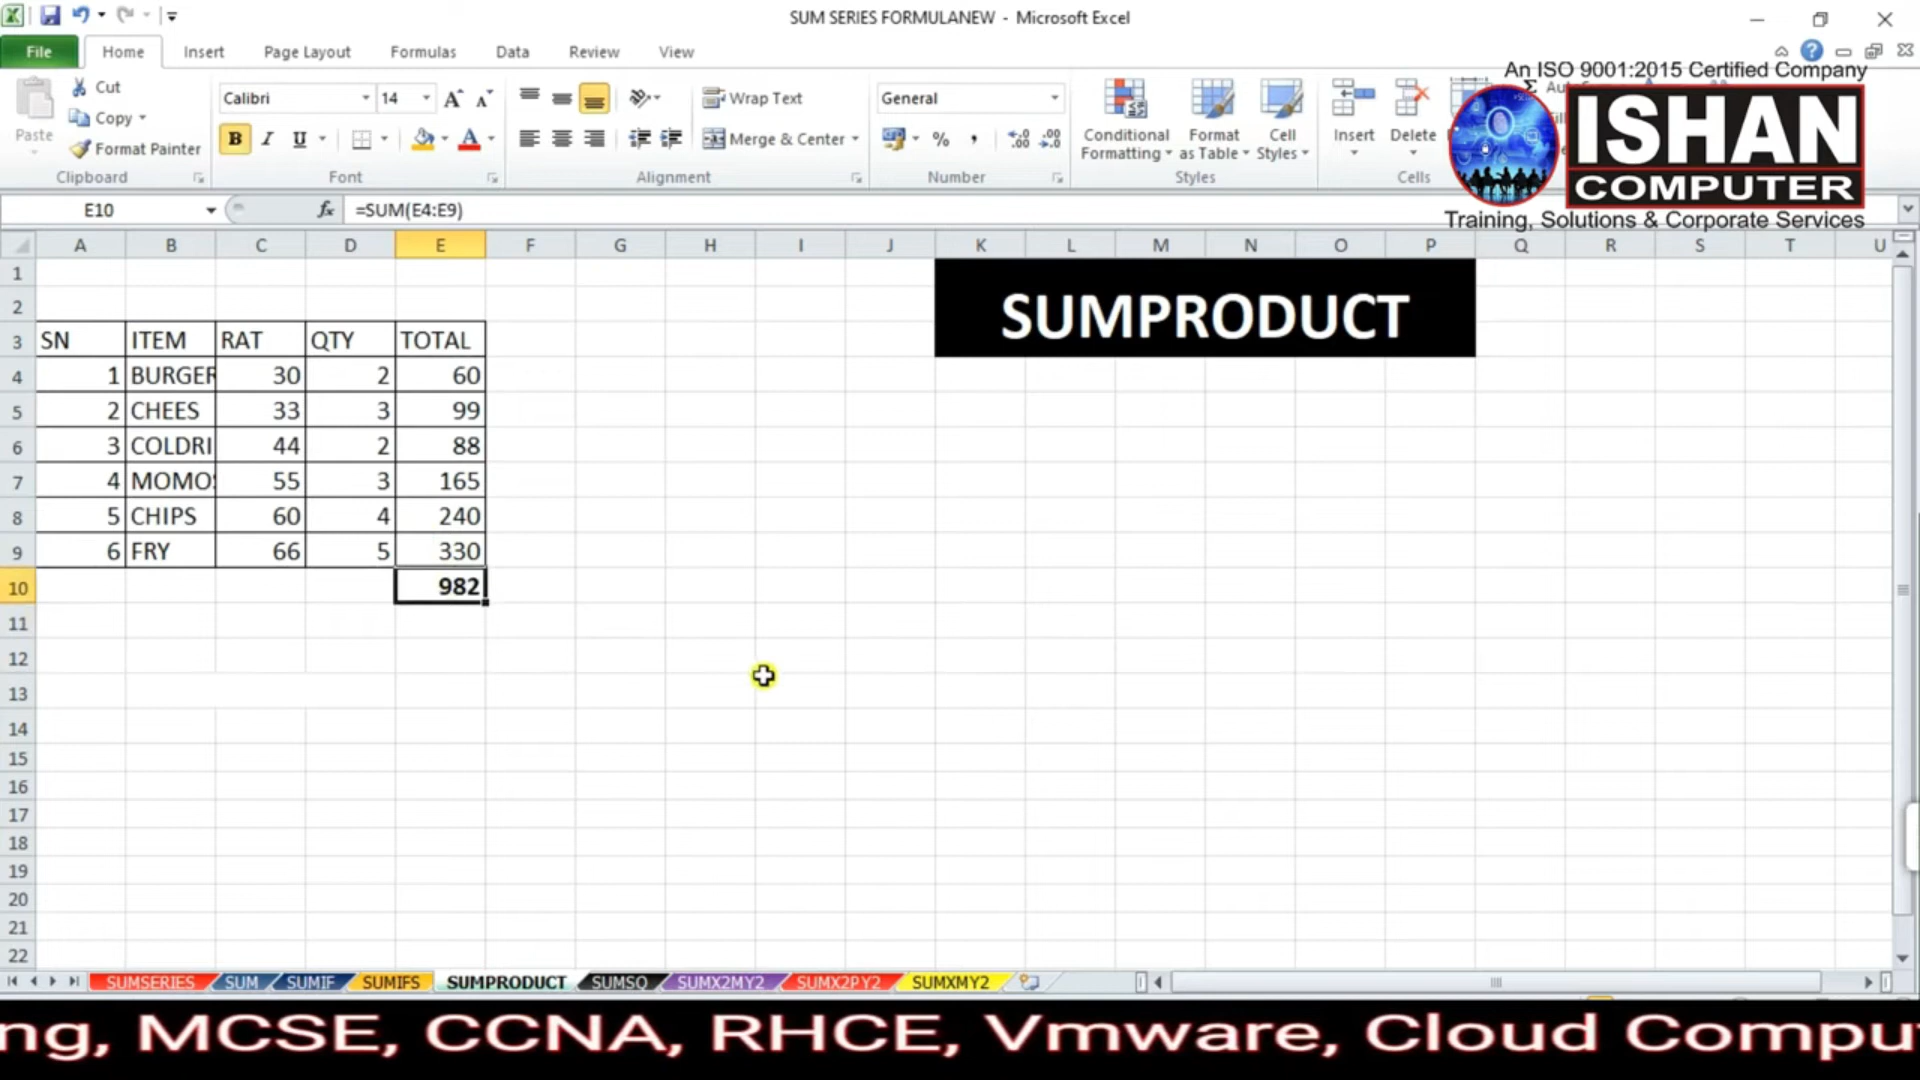 SUM SERIES FORMULANEW - Microsoft Excel
File Home Insert Page Layout Formulas Data Review View
An ISO 9001:2015 Certified Company
ISHAN
COMPUTER
Training, Solutions & Corporate Services
Paste
Cut
Copy
Format Painter
Calibri 14
B I U
Wrap Text
Merge & Center
General
%
Conditional Formatting
Format as Table
Cell Styles
Insert Delete
Clipboard Font Alignment Number Styles Cells
E10 fx =SUM(E4:E9)
A B C D E F G H I J K L M N O P Q R S T U
1
2
SUMPRODUCT
3 SN ITEM RAT QTY TOTAL
4 1 BURGER 30 2 60
5 2 CHEES 33 3 99
6 3 COLDRI 44 2 88
7 4 MOMO 55 3 165
8 5 CHIPS 60 4 240
9 6 FRY 66 5 330
10 982
11
12
13
14
15
16
17
18
19
20
21
22
SUMSERIES SUM SUMIF SUMIFS SUMPRODUCT SUMSQ SUMX2MY2 SUMX2PY2 SUMXMY2
ng, MCSE, CCNA, RHCE, Vmware, Cloud Compu